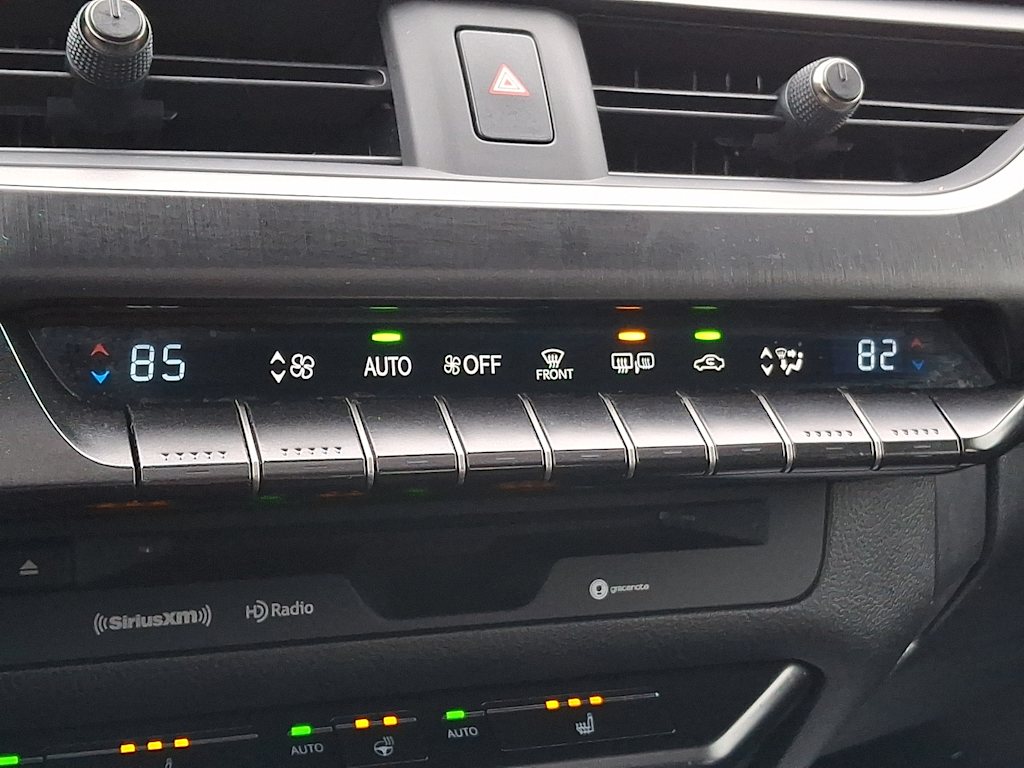 85 AUTO OFF FRONT 82
SiriusXM HD Radio gracenote
AUTO AUTO